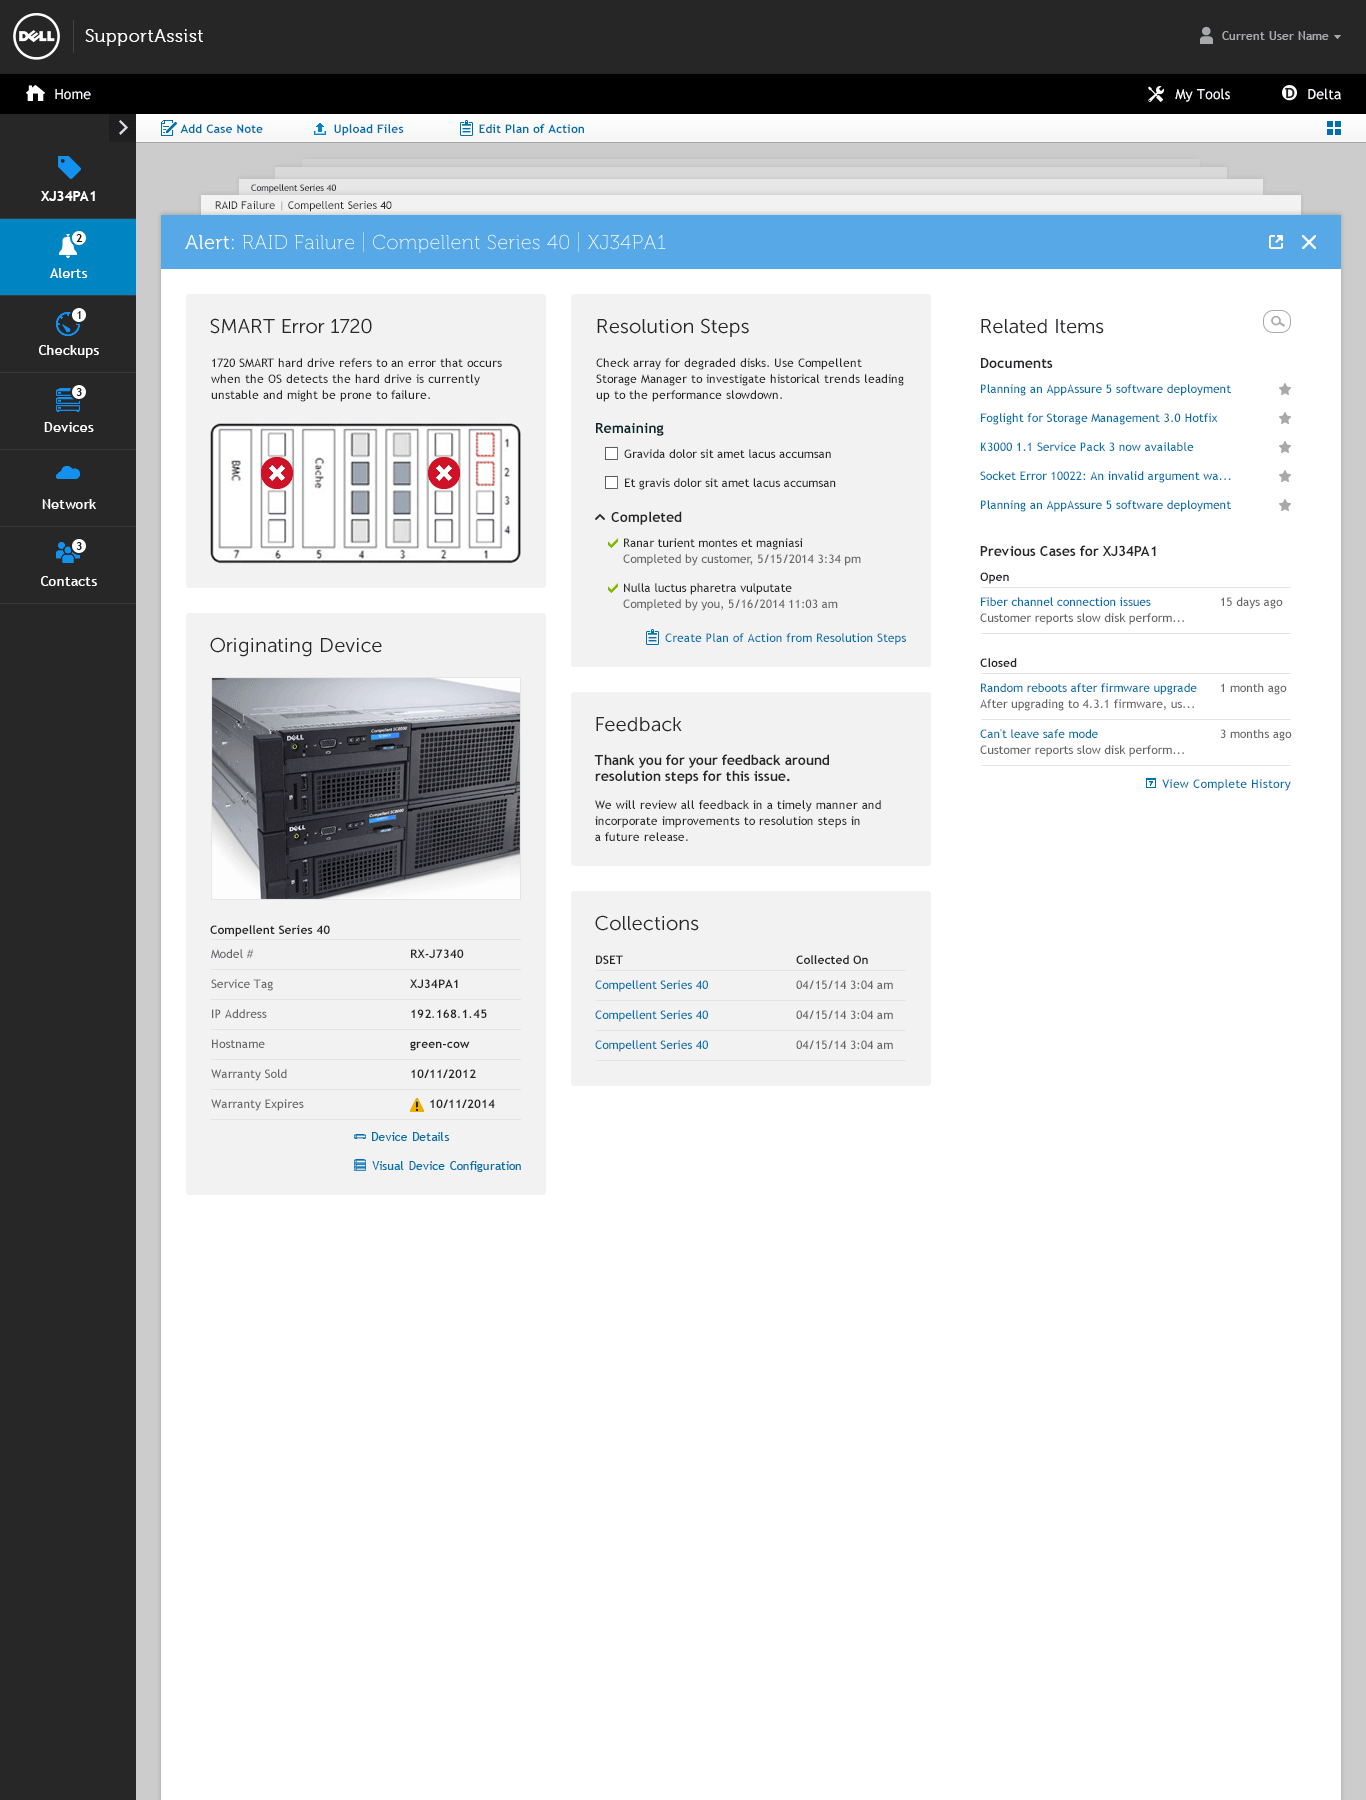 DELL
SupportAssist
Current User Name
Home
My Tools
D Delta
Add Case Note
Upload Files
Edit Plan of Action
XJ34PA1
2
Alerts
1
Checkups
3
Devices
Network
3
Contacts
Compellent Series 40
RAID Failure | Compellent Series 40
Alert: RAID Failure | Compellent Series 40 | XJ34PA1
SMART Error 1720
1720 SMART hard drive refers to an error that occurs
when the OS detects the hard drive is currently
unstable and might be prone to failure.
BMC
Cache
1
2
3
4
7 6 5 4 3 2 1
Originating Device
DELL
Compellent SC8000
DELL
Compellent SC8000
Compellent Series 40
Model # RX-J7340
Service Tag XJ34PA1
IP Address 192.168.1.45
Hostname green-cow
Warranty Sold 10/11/2012
Warranty Expires 10/11/2014
Device Details
Visual Device Configuration
Resolution Steps
Check array for degraded disks. Use Compellent
Storage Manager to investigate historical trends leading
up to the performance slowdown.
Remaining
Gravida dolor sit amet lacus accumsan
Et gravis dolor sit amet lacus accumsan
Completed
Ranar turient montes et magniasi
Completed by customer, 5/15/2014 3:34 pm
Nulla luctus pharetra vulputate
Completed by you, 5/16/2014 11:03 am
Create Plan of Action from Resolution Steps
Feedback
Thank you for your feedback around
resolution steps for this issue.
We will review all feedback in a timely manner and
incorporate improvements to resolution steps in
a future release.
Collections
DSET Collected On
Compellent Series 40 04/15/14 3:04 am
Compellent Series 40 04/15/14 3:04 am
Compellent Series 40 04/15/14 3:04 am
Related Items
Documents
Planning an AppAssure 5 software deployment
Foglight for Storage Management 3.0 Hotfix
K3000 1.1 Service Pack 3 now available
Socket Error 10022: An invalid argument wa...
Planning an AppAssure 5 software deployment
Previous Cases for XJ34PA1
Open
Fiber channel connection issues 15 days ago
Customer reports slow disk perform...
Closed
Random reboots after firmware upgrade 1 month ago
After upgrading to 4.3.1 firmware, us...
Can't leave safe mode 3 months ago
Customer reports slow disk perform...
View Complete History